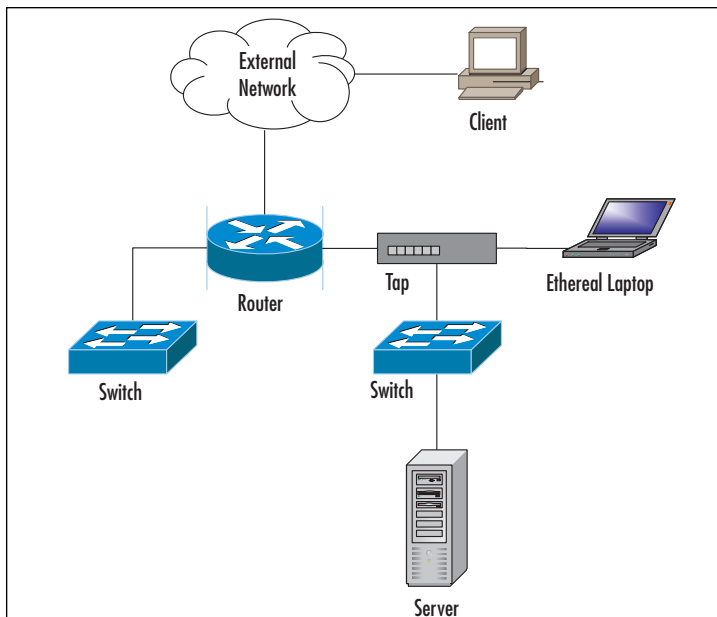 External
Network
Client
Router
Tap
Ethereal Laptop
Switch
Switch
Server